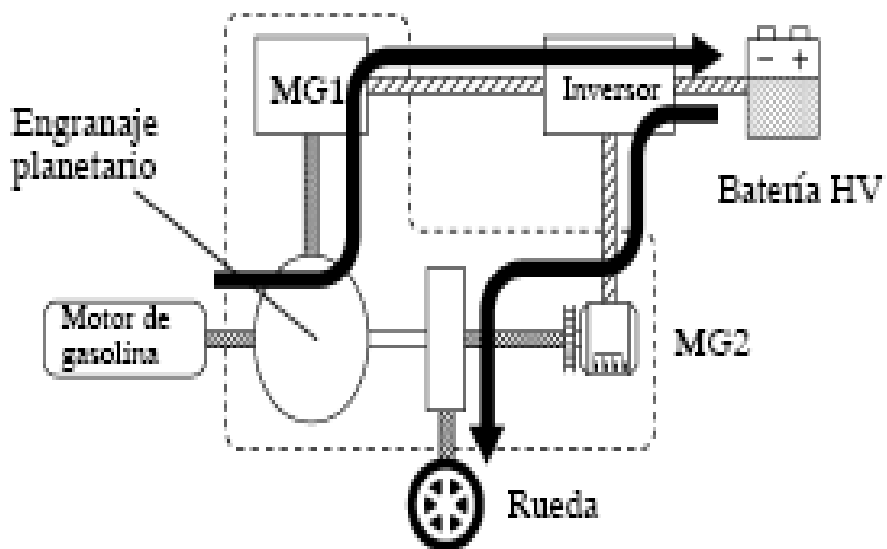 MG1
Inversor
− +
Engranaje
planetario
Batería HV
Motor de
gasolina
MG2
Rueda